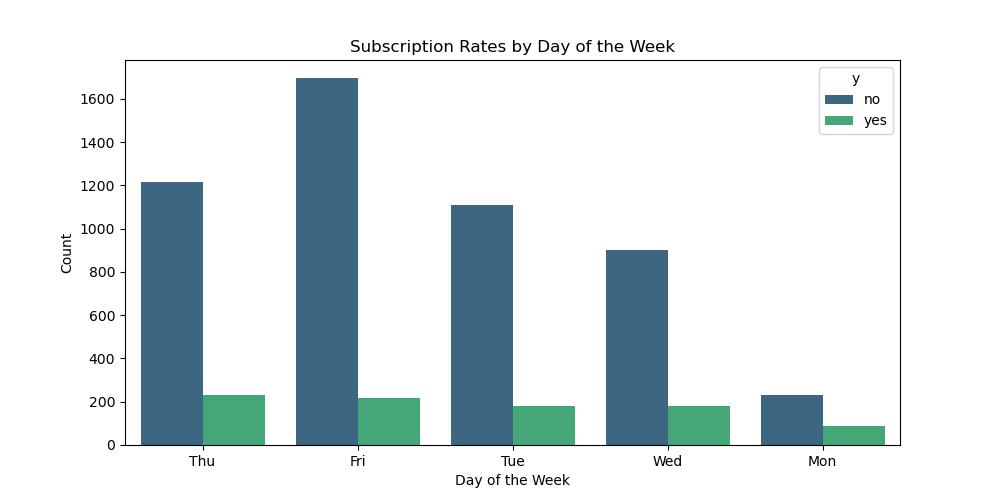 Subscription Rates by Day of the Week
y
no
yes
1600
1400
1200
1000
800
600
400
200
0
Count
Thu Fri Tue Wed Mon
Day of the Week